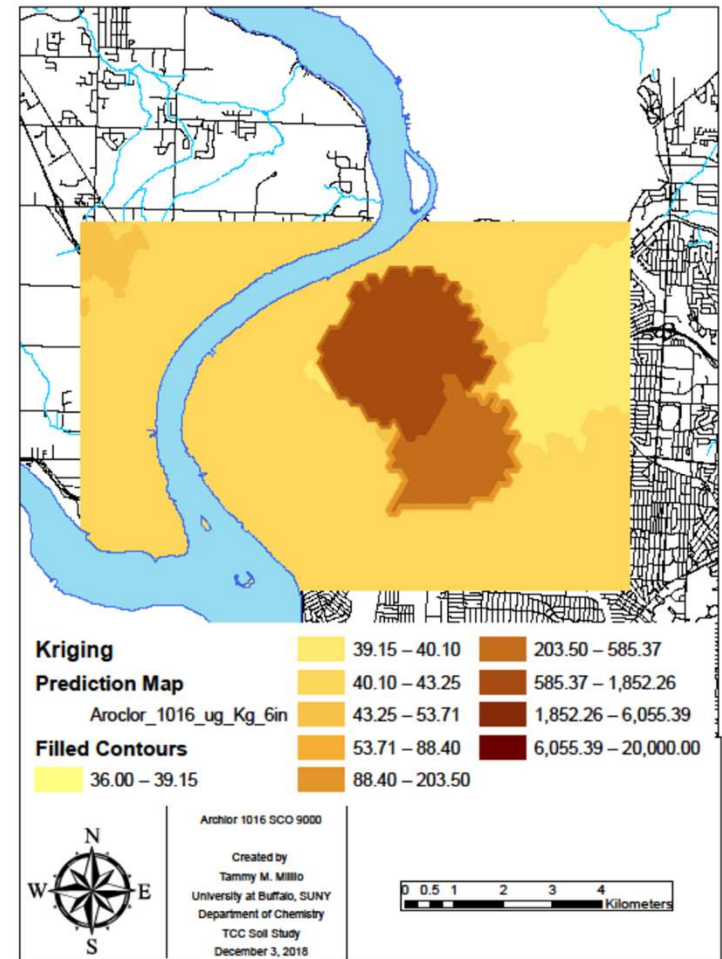 Kriging
Prediction Map
Aroclor_1016_ug_Kg_6in
Filled Contours
36.00 – 39.15
39.15 – 40.10
40.10 – 43.25
43.25 – 53.71
53.71 – 88.40
88.40 – 203.50
203.50 – 585.37
585.37 – 1,852.26
1,852.26 – 6,055.39
6,055.39 – 20,000.00
N
W E
S
Archlor 1016 SCO 9000
Created by
Tammy M. Milillo
University at Buffalo, SUNY
Department of Chemistry
TCC Soil Study
December 3, 2018
0 0.5 1 2 3 4
Kilometers